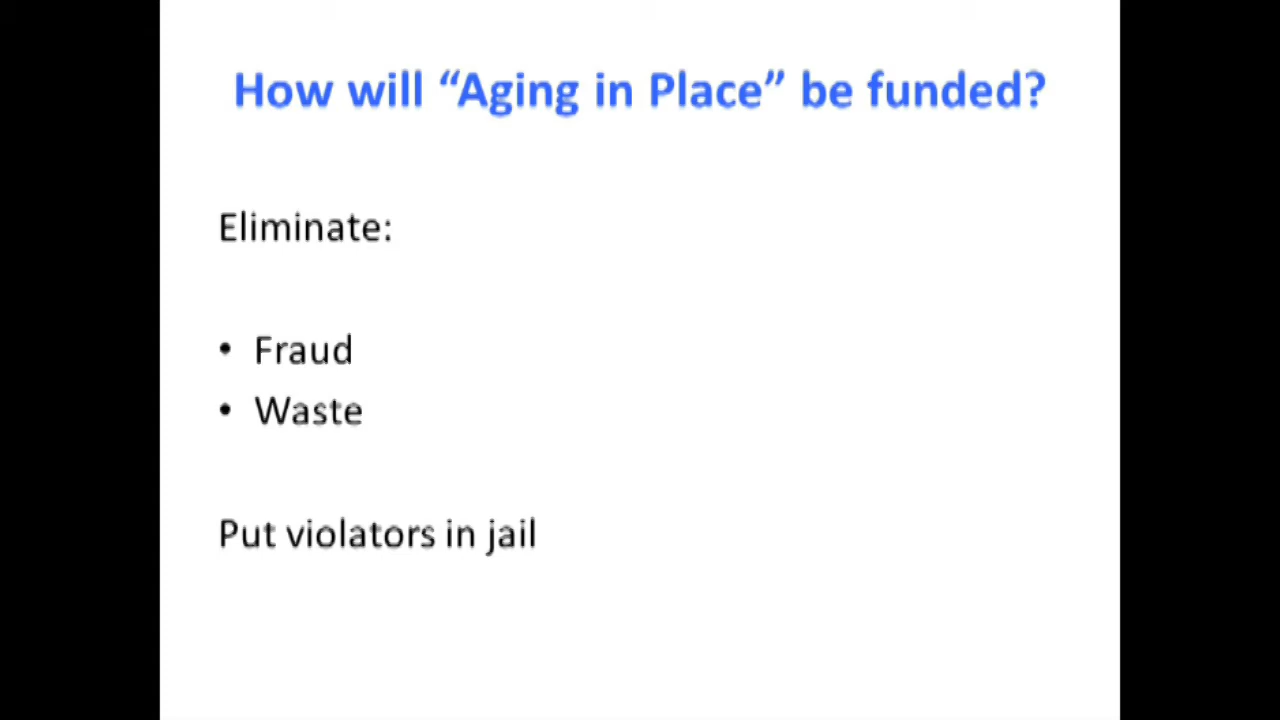 How will “Aging in Place” be funded?
Eliminate:
• Fraud
• Waste
Put violators in jail